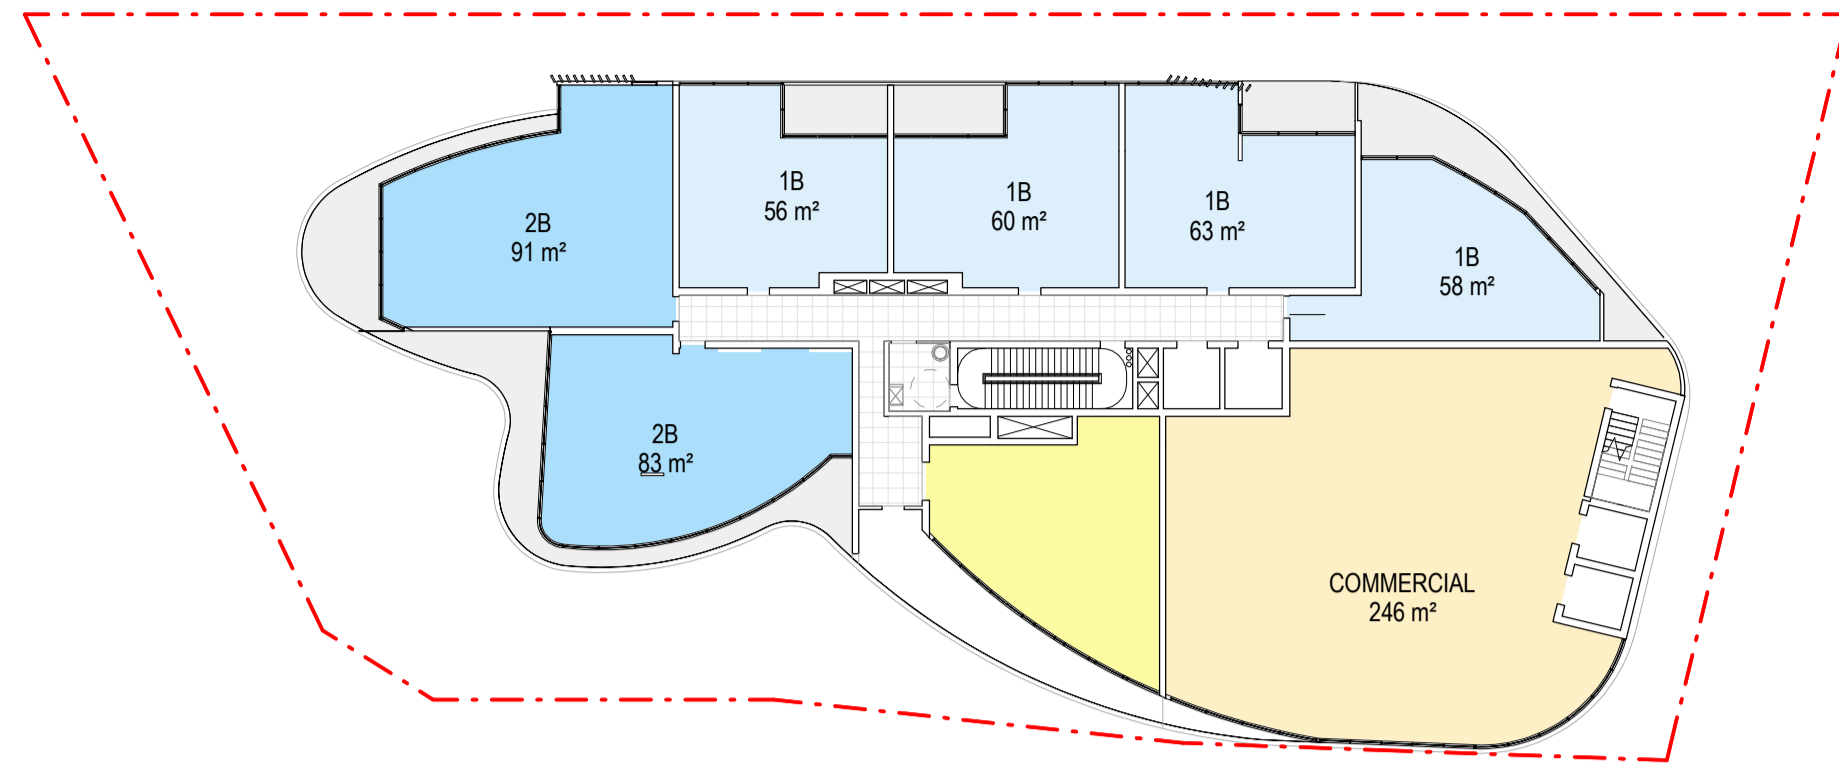 1B
56 m²
1B
60 m²
1B
63 m²
2B
91 m²
1B
58 m²
2B
83 m²
COMMERCIAL
246 m²